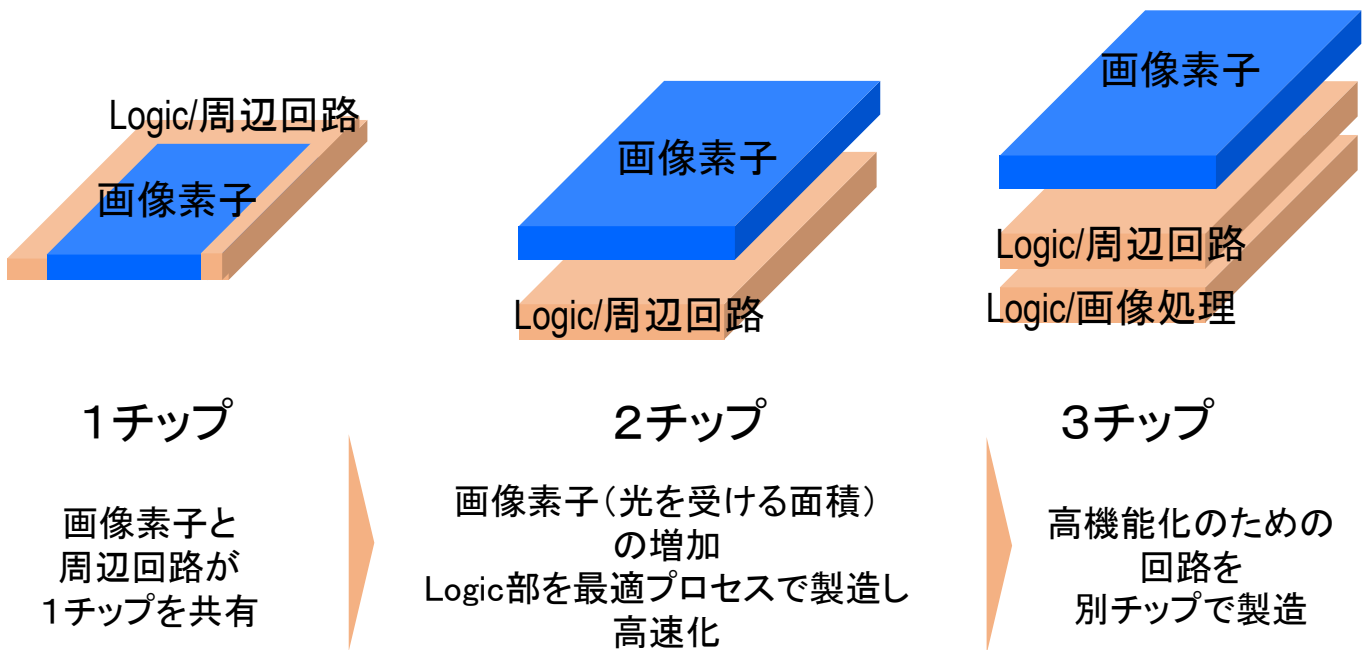 Logic/周辺回路
画像素子
画像素子
Logic/周辺回路
画像素子
Logic/周辺回路
Logic/画像処理
1チップ
画像素子と
周辺回路が
1チップを共有
2チップ
画像素子(光を受ける面積)
の増加
Logic部を最適プロセスで製造し
高速化
3チップ
高機能化のための
回路を
別チップで製造